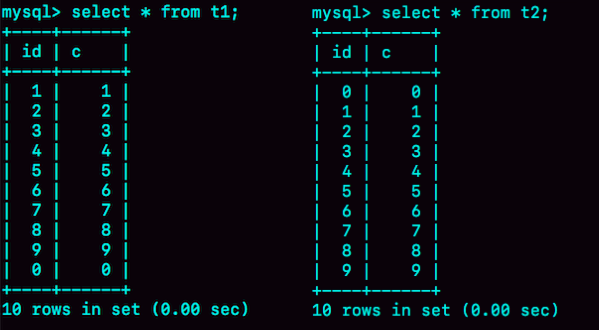 mysql> select * from t1;
+----+------+
| id | c    |
+----+------+
|  1 |    1 |
|  2 |    2 |
|  3 |    3 |
|  4 |    4 |
|  5 |    5 |
|  6 |    6 |
|  7 |    7 |
|  8 |    8 |
|  9 |    9 |
|  0 |    0 |
+----+------+
10 rows in set (0.00 sec)
mysql> select * from t2;
+----+------+
| id | c    |
+----+------+
|  0 |    0 |
|  1 |    1 |
|  2 |    2 |
|  3 |    3 |
|  4 |    4 |
|  5 |    5 |
|  6 |    6 |
|  7 |    7 |
|  8 |    8 |
|  9 |    9 |
+----+------+
10 rows in set (0.00 sec)